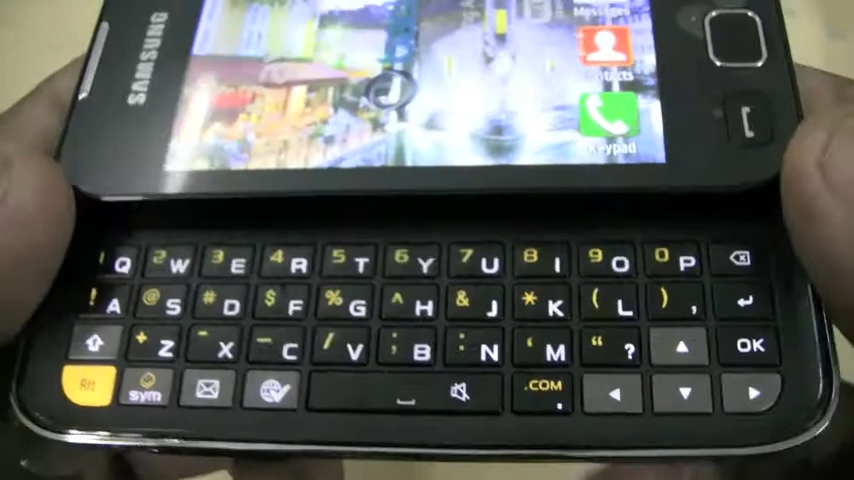 SAMSUNG
Messages
Contacts
Keypad
1 Q 2 W 3 E 4 R 5 T 6 Y 7 U 8 I 9 O 0 P
! A @ S # D $ F % G ^ H & J * K ( L ) ,
+ Z - X _ C / V ; B : N ' M " ? OK
alt sym .COM .